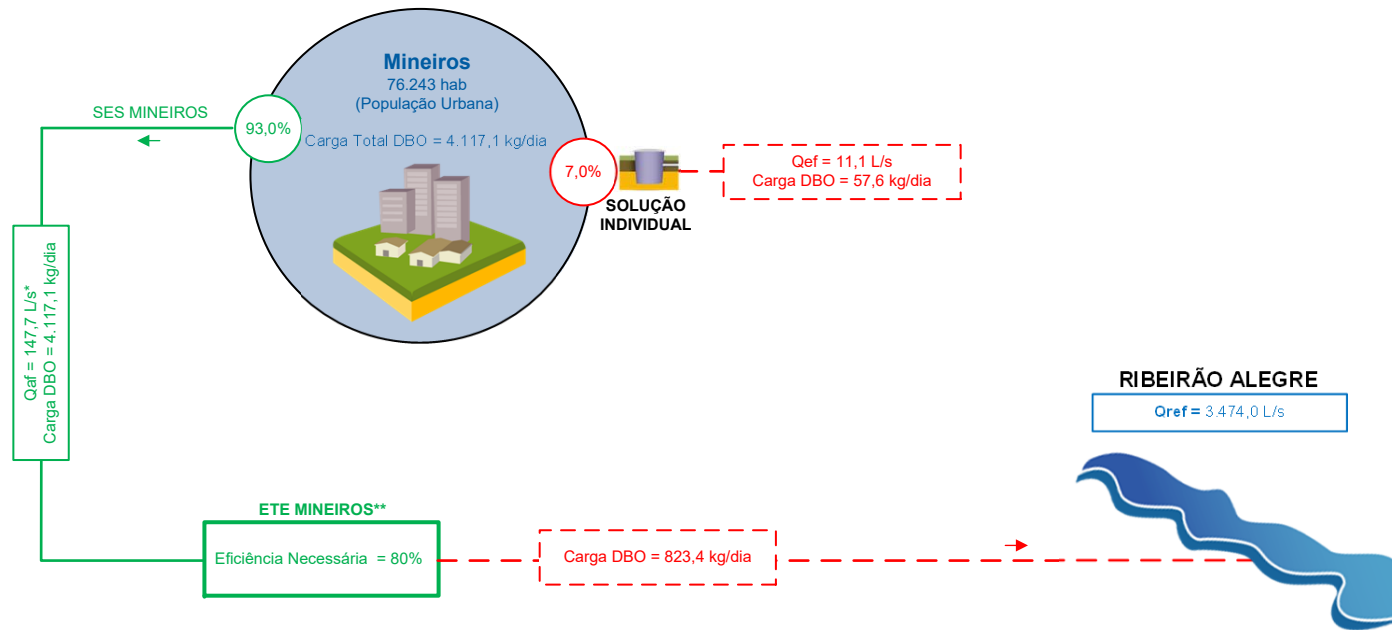 Mineiros
76.243 hab
(População Urbana)
Carga Total DBO = 4.117,1 kg/dia
SES MINEIROS
93,0%
7,0%
SOLUÇÃO
INDIVIDUAL
Qef = 11,1 L/s
Carga DBO = 57,6 kg/dia
Qaf = 147,7 L/s*
Carga DBO = 4.117,1 kg/dia
RIBEIRÃO ALEGRE
Qref = 3.474,0 L/s
ETE MINEIROS**
Eficiência Necessária = 80%
Carga DBO = 823,4 kg/dia